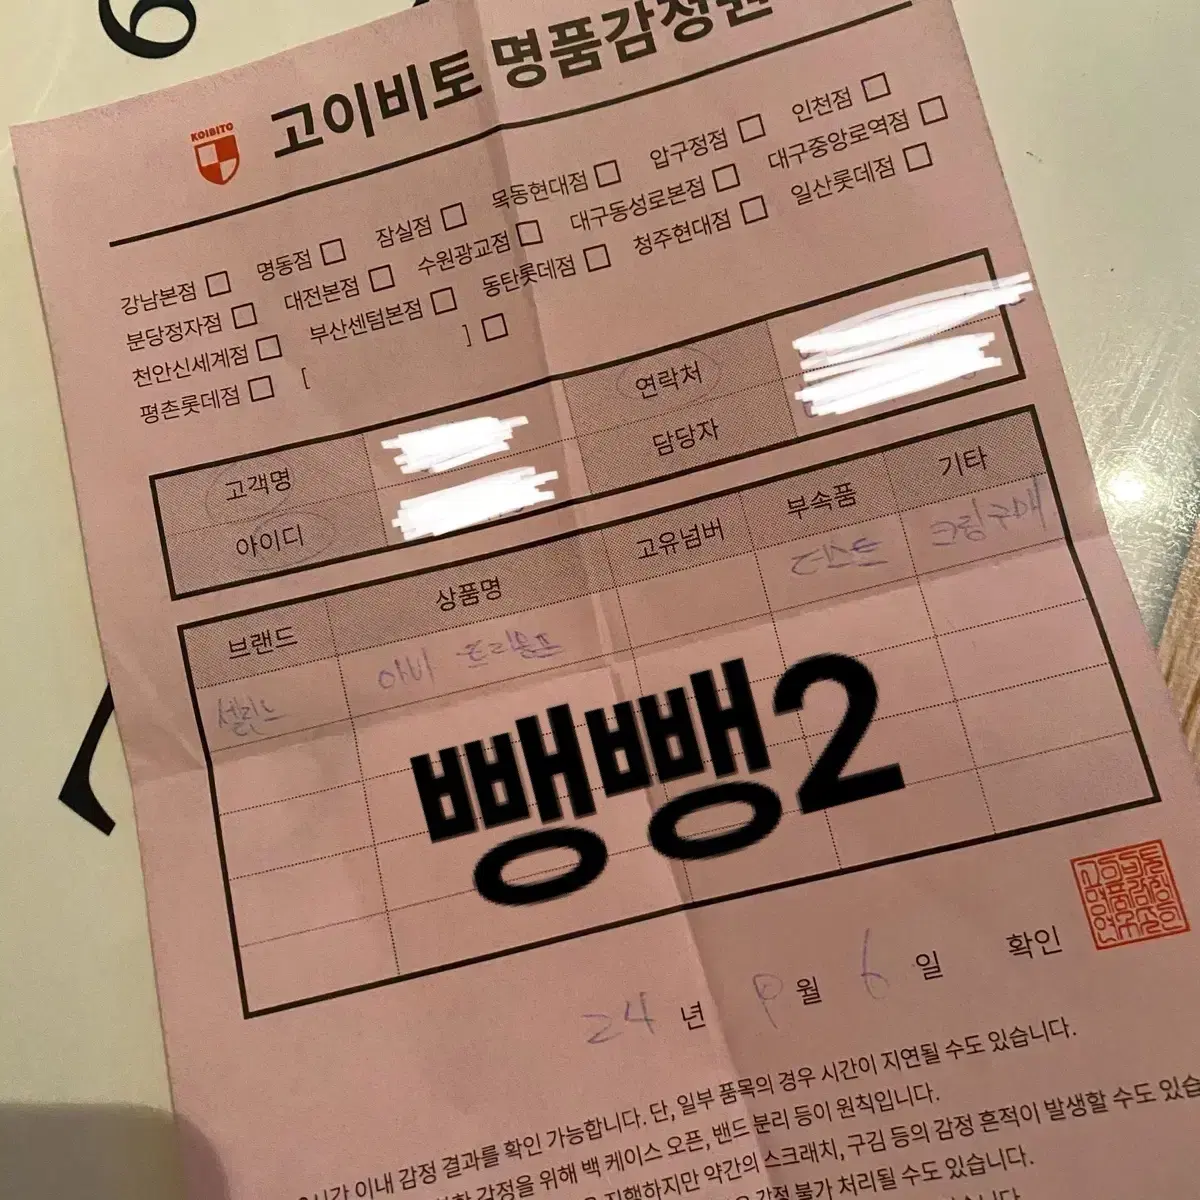 6
KOIBITO
고이비토 명품감정원
강남본점 □ 명동점 □ 잠실점 □ 목동현대점 □ 압구정점 □ 인천점 □
분당정자점 □ 대전본점 □ 수원광교점 □ 대구동성로본점 □ 대구중앙로역점 □
천안신세계점 □ 부산센텀본점 □ 동탄롯데점 □ 청주현대점 □ 일산롯데점 □
평촌롯데점 □ [ ] □
고객명 연락처
아이디 담당자
브랜드 상품명 고유넘버 부속품 기타
셀린느 아비 트리옹프 더스트 크림구매
뺑뺑2
24 년 9 월 6 일 확인
시간 이내 감정 결과를 확인 가능합니다. 단, 일부 품목의 경우 시간이 지연될 수도 있습니다.
감정을 위해 백 케이스 오픈, 밴드 분리 등이 원칙입니다.
진행하지만 약간의 스크래치, 구김 등의 감정 흔적이 발생할 수도 있습
감정 불가 처리될 수도 있습니다.
있습니다.